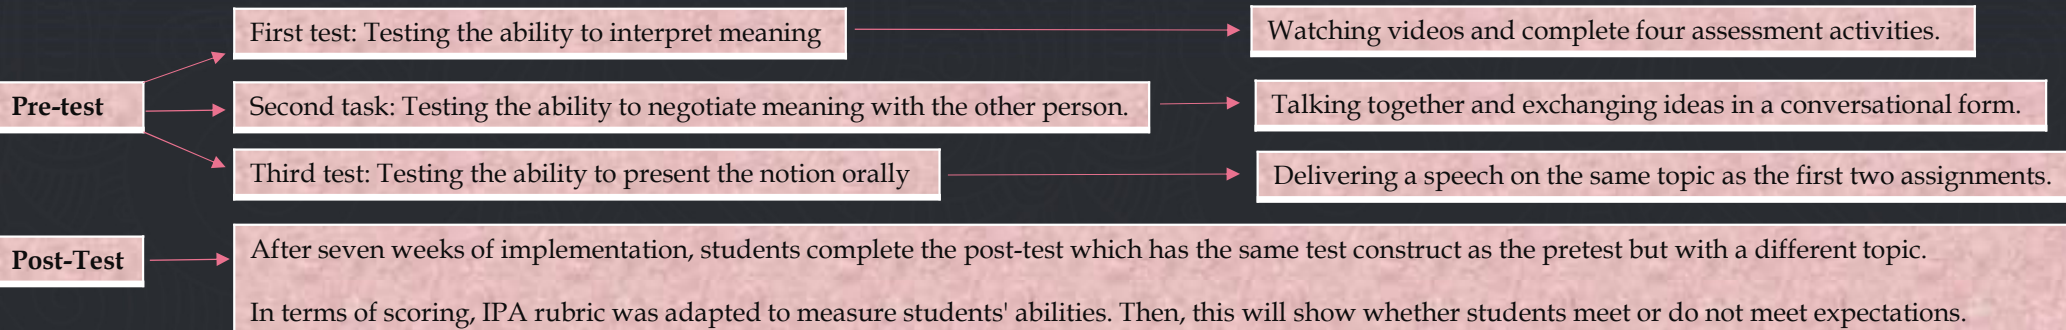 Pre-test
First test: Testing the ability to interpret meaning
Watching videos and complete four assessment activities.
Second task: Testing the ability to negotiate meaning with the other person.
Talking together and exchanging ideas in a conversational form.
Third test: Testing the ability to present the notion orally
Delivering a speech on the same topic as the first two assignments.
Post-Test
After seven weeks of implementation, students complete the post-test which has the same test construct as the pretest but with a different topic.
In terms of scoring, IPA rubric was adapted to measure students' abilities. Then, this will show whether students meet or do not meet expectations.